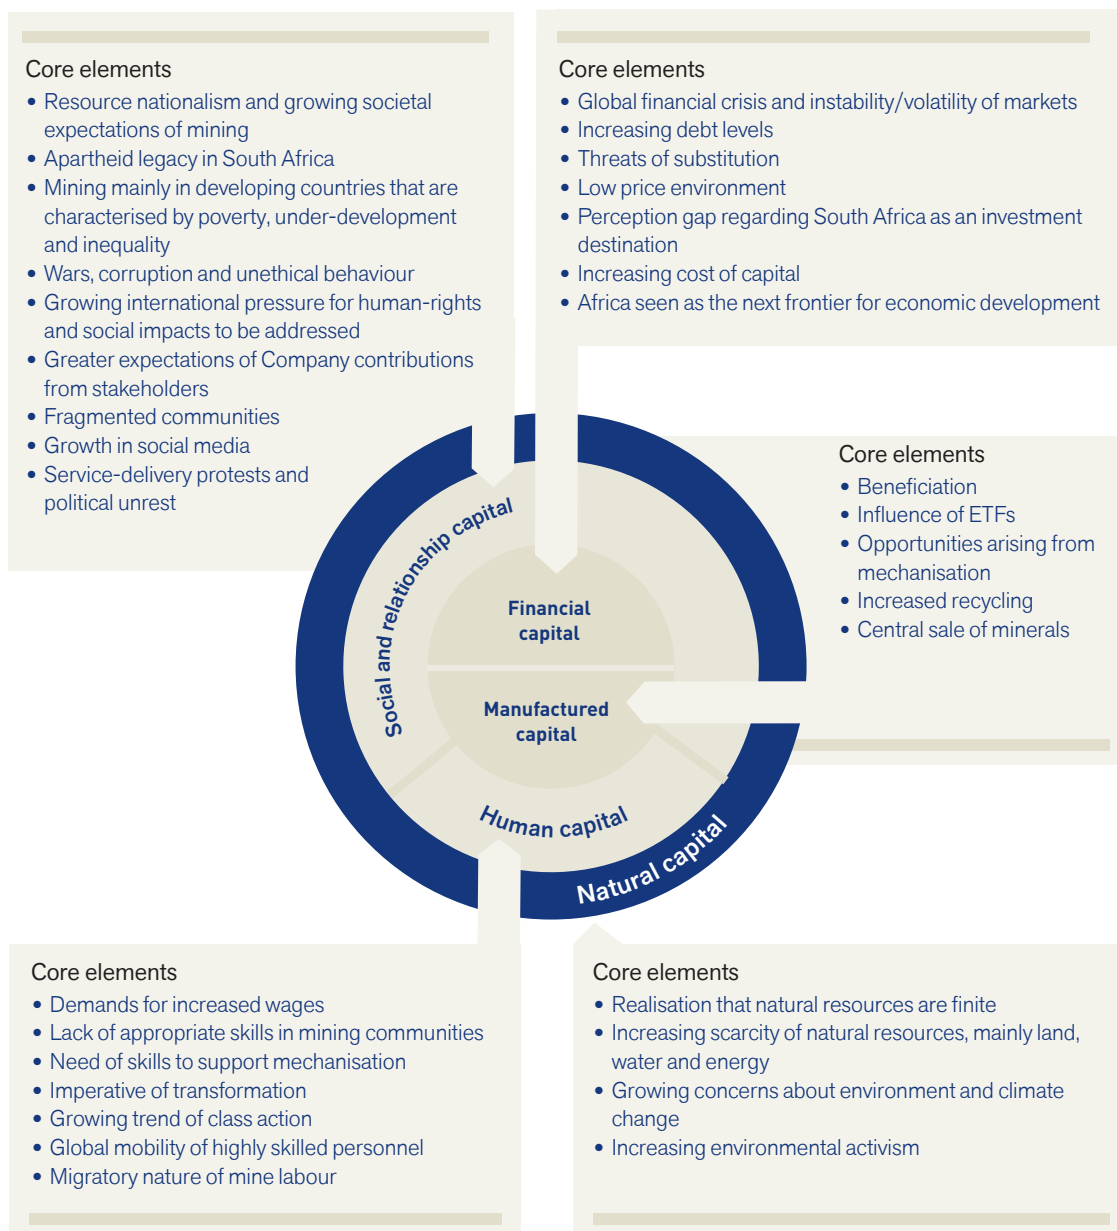 Core elements
• Resource nationalism and growing societal
expectations of mining
• Apartheid legacy in South Africa
• Mining mainly in developing countries that are
characterised by poverty, under-development
and inequality
• Wars, corruption and unethical behaviour
• Growing international pressure for human-rights
and social impacts to be addressed
• Greater expectations of Company contributions
from stakeholders
• Fragmented communities
• Growth in social media
• Service-delivery protests and
political unrest
Core elements
• Global financial crisis and instability/volatility of markets
• Increasing debt levels
• Threats of substitution
• Low price environment
• Perception gap regarding South Africa as an investment
destination
• Increasing cost of capital
• Africa seen as the next frontier for economic development
Core elements
• Beneficiation
• Influence of ETFs
• Opportunities arising from
mechanisation
• Increased recycling
• Central sale of minerals
Social and relationship capital
Financial
capital
Manufactured
capital
Human capital
Natural capital
Core elements
• Demands for increased wages
• Lack of appropriate skills in mining communities
• Need of skills to support mechanisation
• Imperative of transformation
• Growing trend of class action
• Global mobility of highly skilled personnel
• Migratory nature of mine labour
Core elements
• Realisation that natural resources are finite
• Increasing scarcity of natural resources, mainly land,
water and energy
• Growing concerns about environment and climate
change
• Increasing environmental activism